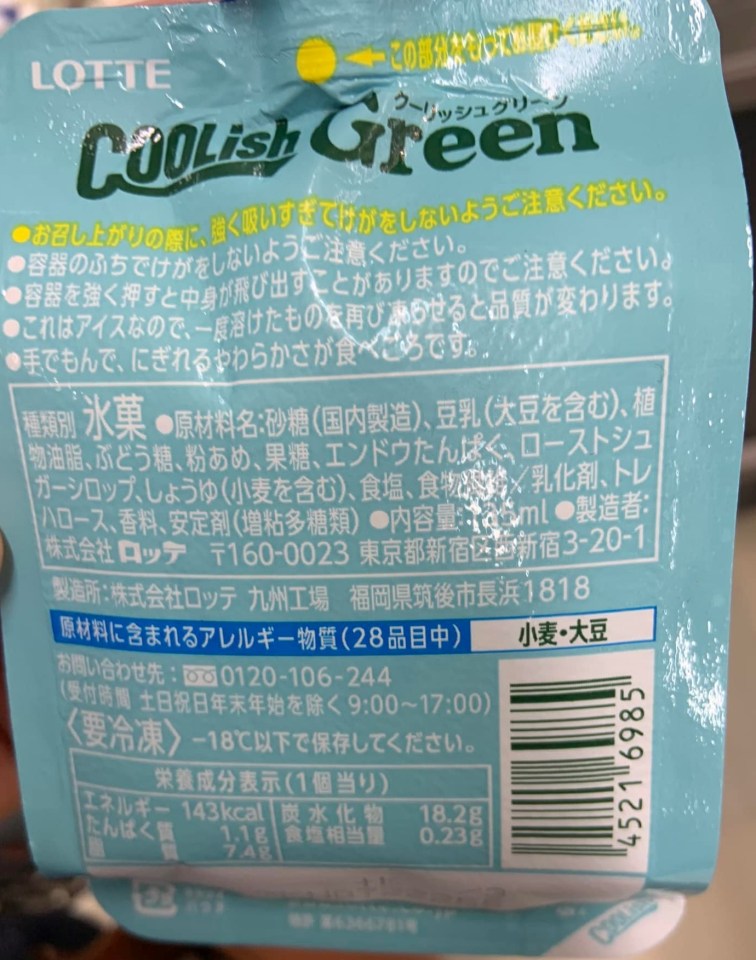 LOTTE
この部分をもって
クーリッシュグリーン
COOLish Green
●お召し上がりの際に、強く吸いすぎてけがをしないようご注意ください。
●容器のふちでけがをしないようご注意ください。
●容器を強く押すと中身が飛び出すことがありますのでご注意ください。
●これはアイスなので、一度溶けたものを再び凍らせると品質が変わります。
●手でもんで、にぎれるやわらかさが食べごろです。
種類別 氷菓 ●原材料名:砂糖(国内製造)、豆乳(大豆を含む)、植
物油脂、ぶどう糖、粉あめ、果糖、エンドウたんぱく、ローストシュ
ガーシロップ、しょうゆ(小麦を含む)、食塩、食物 / 乳化剤、トレ
ハロース、香料、安定剤(増粘多糖類) ●内容量: ml ●製造者:
株式会社ロッテ 〒160-0023 東京都新宿区西新宿3-20-1
製造所:株式会社ロッテ 九州工場 福岡県筑後市長浜1818
原材料に含まれるアレルギー物質(28品目中) 小麦・大豆
お問い合わせ先: 0120-106-244
(受付時間 土日祝日年末年始を除く9:00~17:00)
〈要冷凍〉-18℃以下で保存してください。
栄養成分表示(1個当り)
エネルギー 143kcal 炭水化物 18.2g
たんぱく質 1.1g 食塩相当量 0.23g
脂質 7.4g
4521 6985
COOLish